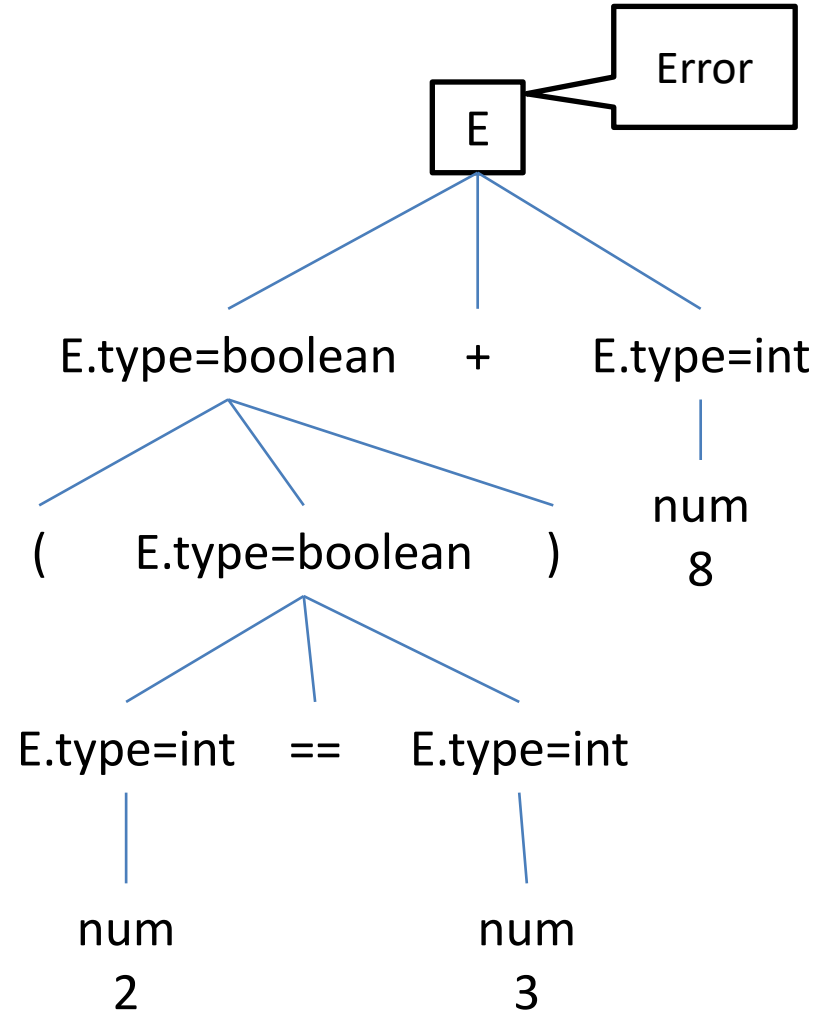 Error
E
E.type=boolean + E.type=int
( E.type=boolean )
num
8
E.type=int == E.type=int
num num
2 3